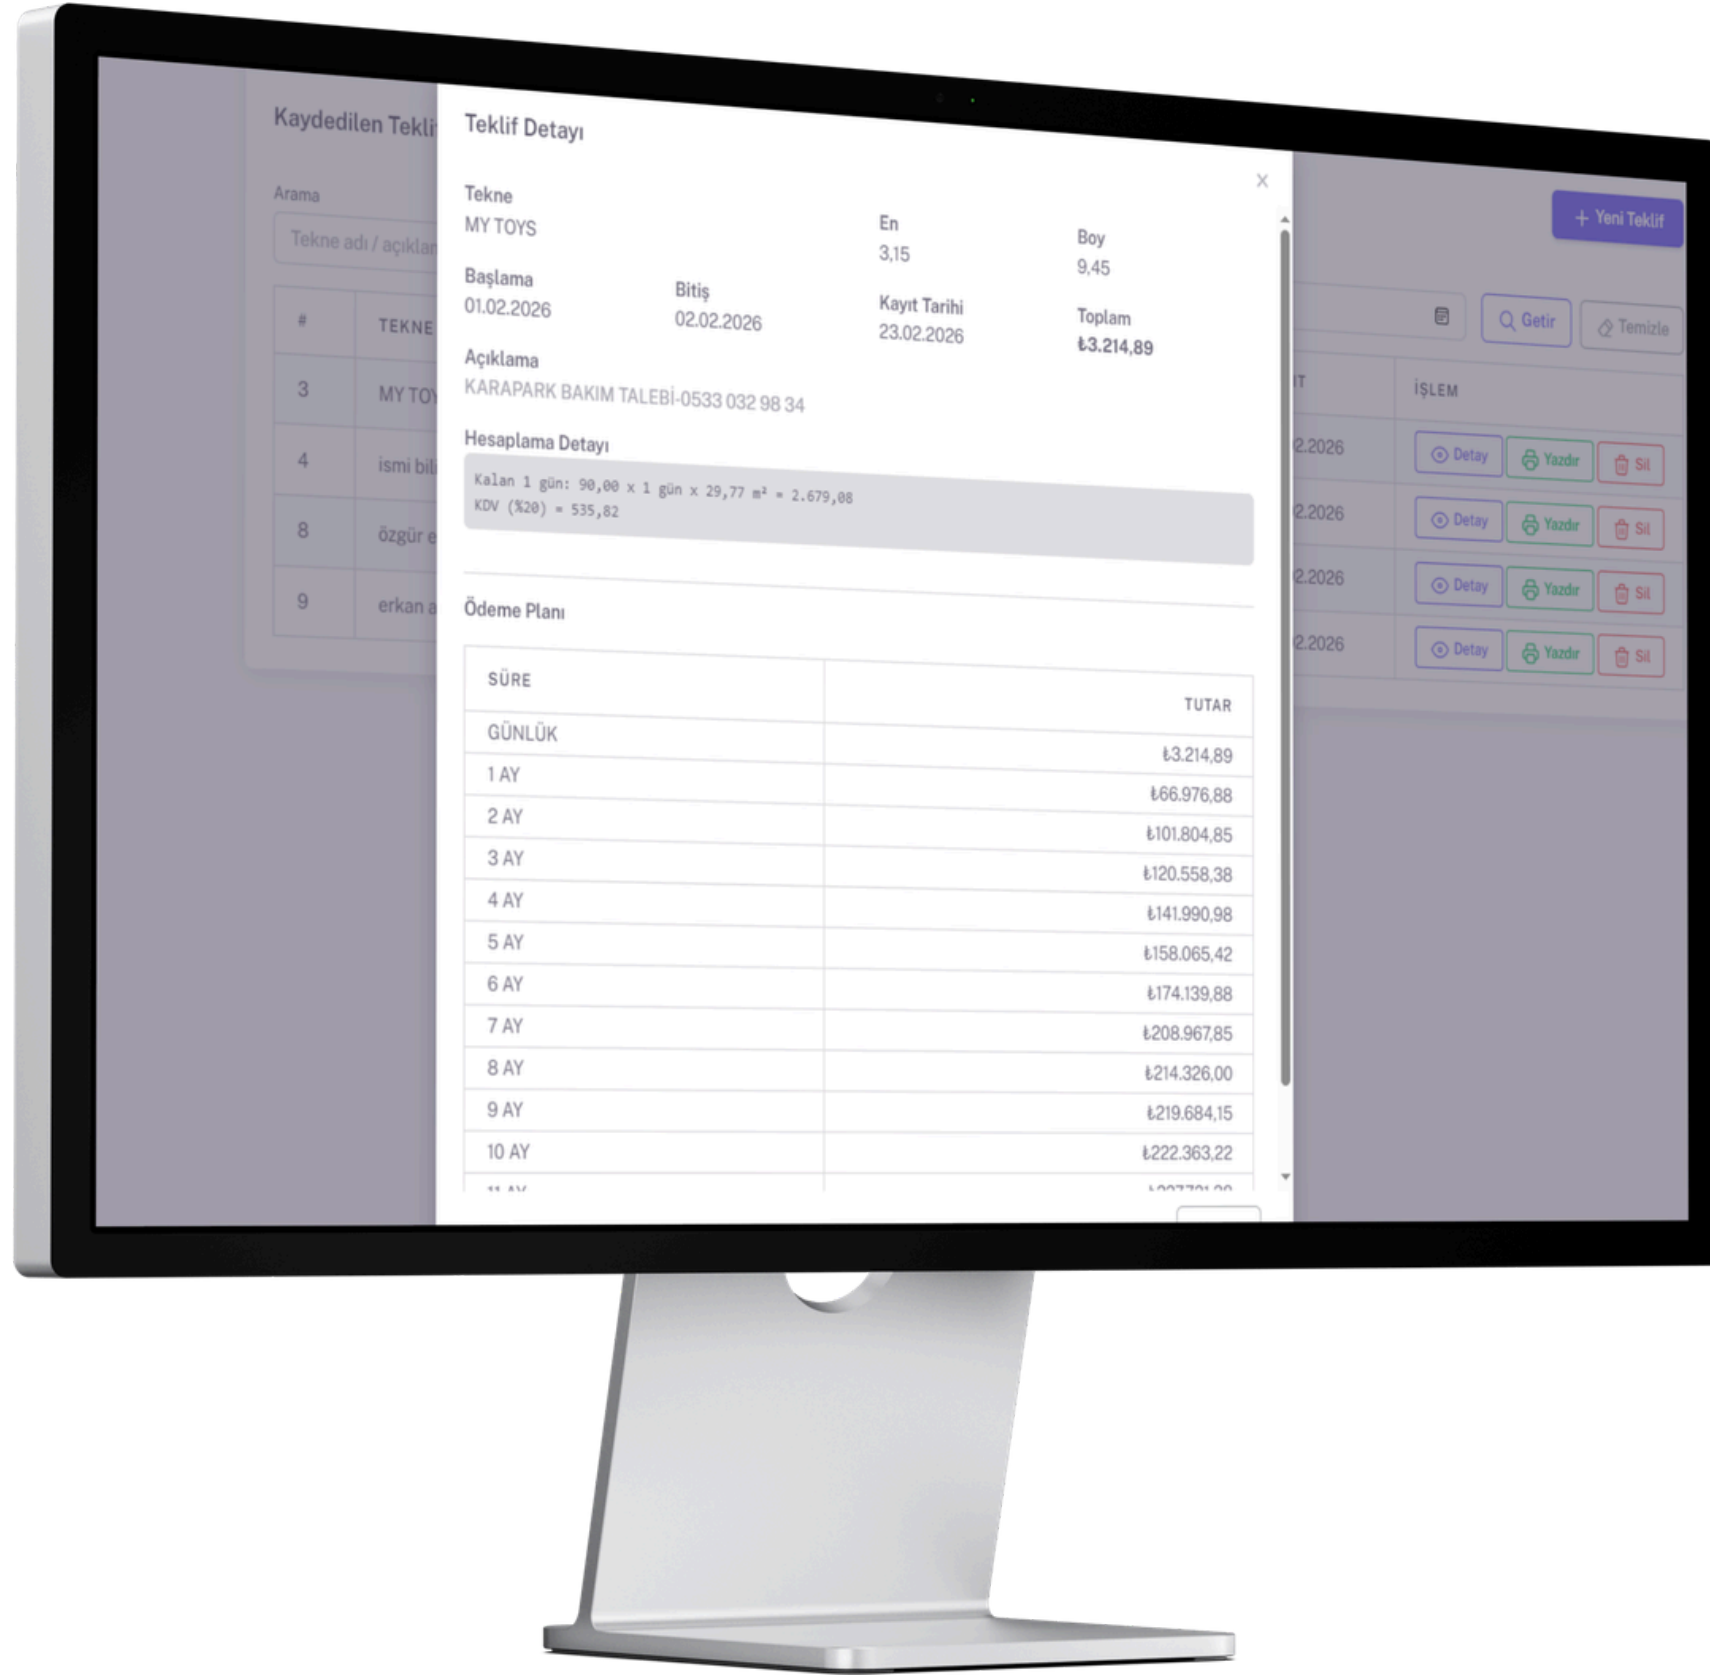 Kaydedilen Tekli
Arama
Tekne adı / açıklar
#
TEKNE
3
MY TOY
4
ismi bili
8
özgür e
9
erkan a
Teklif Detayı
Tekne
MY TOYS
En
3,15
Boy
9,45
Başlama
01.02.2026
Bitiş
02.02.2026
Kayıt Tarihi
23.02.2026
Toplam
₺3.214,89
Açıklama
KARAPARK BAKIM TALEBİ-0533 032 98 34
Hesaplama Detayı
Kalan 1 gün: 90,00 x 1 gün x 29,77 m² = 2.679,08
KDV (%20) = 535,82
Ödeme Planı
SÜRE TUTAR
GÜNLÜK ₺3.214,89
1 AY ₺66.976,88
2 AY ₺101.804,85
3 AY ₺120.558,38
4 AY ₺141.990,98
5 AY ₺158.065,42
6 AY ₺174.139,88
7 AY ₺208.967,85
8 AY ₺214.326,00
9 AY ₺219.684,15
10 AY ₺222.363,22
11 AY
+ Yeni Teklif
Getir
Temizle
İŞLEM
2.2026 Detay Yazdır Sil
2.2026 Detay Yazdır Sil
2.2026 Detay Yazdır Sil
2.2026 Detay Yazdır Sil